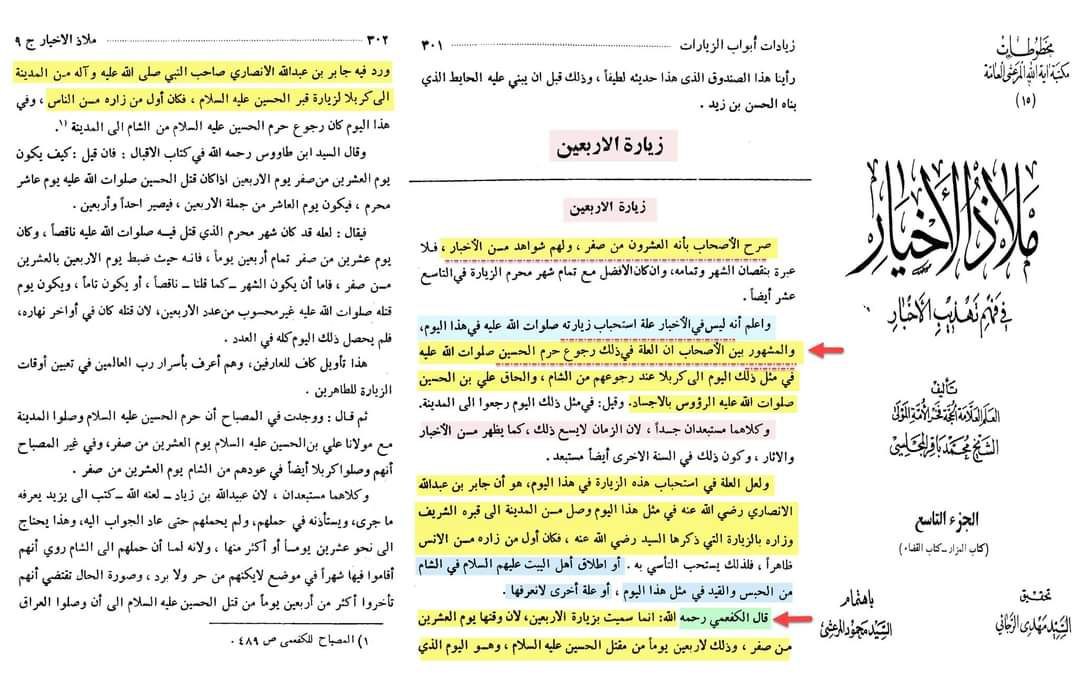 مخطوطات
مكتبة آية الله المرعشي العامة
(١٥)
ملاذ الأخيار
في فهم تهذيب الأخبار
تأليف
العلم العلامة الحجة فخر الأمة المولى
الشيخ محمد باقر المجلسي
الجزء التاسع
(كتاب المزار-كتاب القضاء)
تحقيق
السيد مهدي الرجائي
باهتمام
السيد محمود المرعشي
زيادات أبواب الزيارات ٣٠١
رأينا هذا الصندوق الذى هذا حديثه لطيفاً ، وذلك قبل ان يبني عليه الحايط الذي
بناه الحسن بن زيد .
زيارة الاربعين
زيارة الاربعين
صرح الأصحاب بأنه العشرون من صفر ، ولهم شواهد مـن الأخبار ، فـلا
عبرة بنقصان الشهر وتمامه، وان كان الأفضل مع تمام شهر محرم الزيارة في التاسع
عشر أيضاً .
واعلم أنه ليس في الأخبار علة استحباب زيارته صلوات الله عليه في هذا اليوم،
والمشهور بين الأصحاب ان العلة في ذلك رجوع حرم الحسين صلوات الله عليه
في مثل ذلك اليوم الى كربلا عند رجوعهم من الشام ، والحاق علي بن الحسين
صلوات الله عليه الرؤوس بالاجساد. وقيل: في مثل ذلك اليوم رجعوا الى المدينة.
وكلاهما مستبعدان جـداً ، لان الزمان لايسع ذلك ، كما يظهر مـن الأخبار
والاثار ، وكون ذلك في السنة الاخرى أيضاً مستبعد .
ولعل العلة في استحباب هذه الزيارة في هذا اليوم، هو أن جابر بن عبدالله
الانصاري رضي الله عنه في مثل هذا اليوم وصل مـن المدينة الى قبره الشريف
وزاره بالزيارة التي ذكرها السيد رضي الله عنه ، فكان أول من زاره مـن الانس
ظاهراً ، فلذلك يستحب التأسي به . أو اطلاق أهل البيت عليهم السلام في الشام
من الحبس والقيد في مثل هذا اليوم ، أو علة أخرى لانعرفها .
قال الكفعمي رحمه الله: انما سميت بزيارة الاربعين، لأن وقتها يوم العشرين
مـن صفر ، وذلك لاربعين يوماً من مقتل الحسين عليه السلام ، وهـو اليوم الذي
٣٠٢ ملاذ الاخيار ج ٩
ورد فيه جابر بن عبدالله الانصاري صاحب النبي صلى الله عليه وآله مـن المدينة
الى كربلا لزيارة قبر الحسين عليه السلام ، فكان أول من زاره مسن الناس ، وفي
هذا اليوم كان رجوع حرم الحسين عليه السلام من الشام الى المدينة ١).
وقال السيد ابن طاووس رحمه الله في كتاب الاقبال : فان قيل : كيف يكون
يوم العشرين من صفر يوم الاربعين اذا كان قتل الحسين صلوات الله عليه يوم عاشر
محرم ، فيكون يوم العاشر من جملة الاربعين ، فيصير احداً وأربعين .
فيقال : لعله قد كان شهر محرم الذي قتل فيـه صلوات الله عليه ناقصاً ، وكان
يوم عشرين من صفر تمام أربعين يوماً ، فانـه حيث ضبط يوم الاربعين بالعشرين
مـن صفر ، فاما أن يكون الشهر ـ كما قلنا ـ ناقصاً ، أو يكون تاماً ، ويكون يوم
قتله صلوات الله عليه غير محسوب من عدد الاربعين، لان قتله كان في أواخر نهاره،
فلم يحصل ذلك اليوم كله في العدد .
هذا تأويل كاف للعارفين، وهم أعرف بأسرار رب العالمين في تعيين أوقات
الزيارة للطاهرين .
ثم قـال : ووجدت في المصباح أن حرم الحسين عليه السلام وصلوا المدينة
مـع مولانا علي بن الحسين عليه السلام يوم العشرين من صفر، وفي غير المصباح
أنهم وصلوا كربلا أيضاً في عودهم من الشام يوم العشرين من صفر .
وكلاهما مستبعدان ، لان عبيدالله بن زياد ـ لعنه الله ـ كتب الى يزيد يعرفه
ما جرى، ويستأذنه في حملهم، ولم يحملهم حتى عاد الجواب اليه، وهذا يحتاج
الى نحو عشرين يومـاً أو أكثر منها ، ولانه لمـا أن حملهم الى الشام روي أنهم
أقاموا فيها شهراً في موضع لايكنهم من حر ولا برد ، وصورة الحال تقتضي أنهم
تأخروا أكثر من أربعين يوماً من قتل الحسين عليه السلام الى أن وصلوا العراق
١) المصباح للكفعمي ص ٤٨٩ .